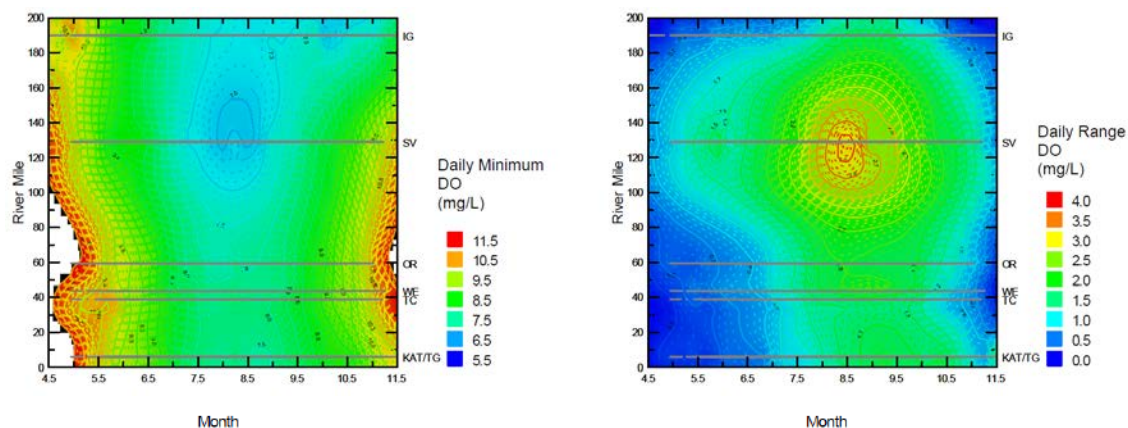 200
180
160
140
120
100
80
60
40
20
0
River Mile
4.5 5.5 6.5 7.5 8.5 9.5 10.5 11.5
Month
IG
SV
OR
WE
TC
KAT/TG
Daily Minimum
DO
(mg/L)
11.5
10.5
9.5
8.5
7.5
6.5
5.5
200
180
160
140
120
100
80
60
40
20
0
River Mile
4.5 5.5 6.5 7.5 8.5 9.5 10.5 11.5
Month
IG
SV
OR
WE
TC
KAT/TG
Daily Range
DO
(mg/L)
4.0
3.5
3.0
2.5
2.0
1.5
1.0
0.5
0.0